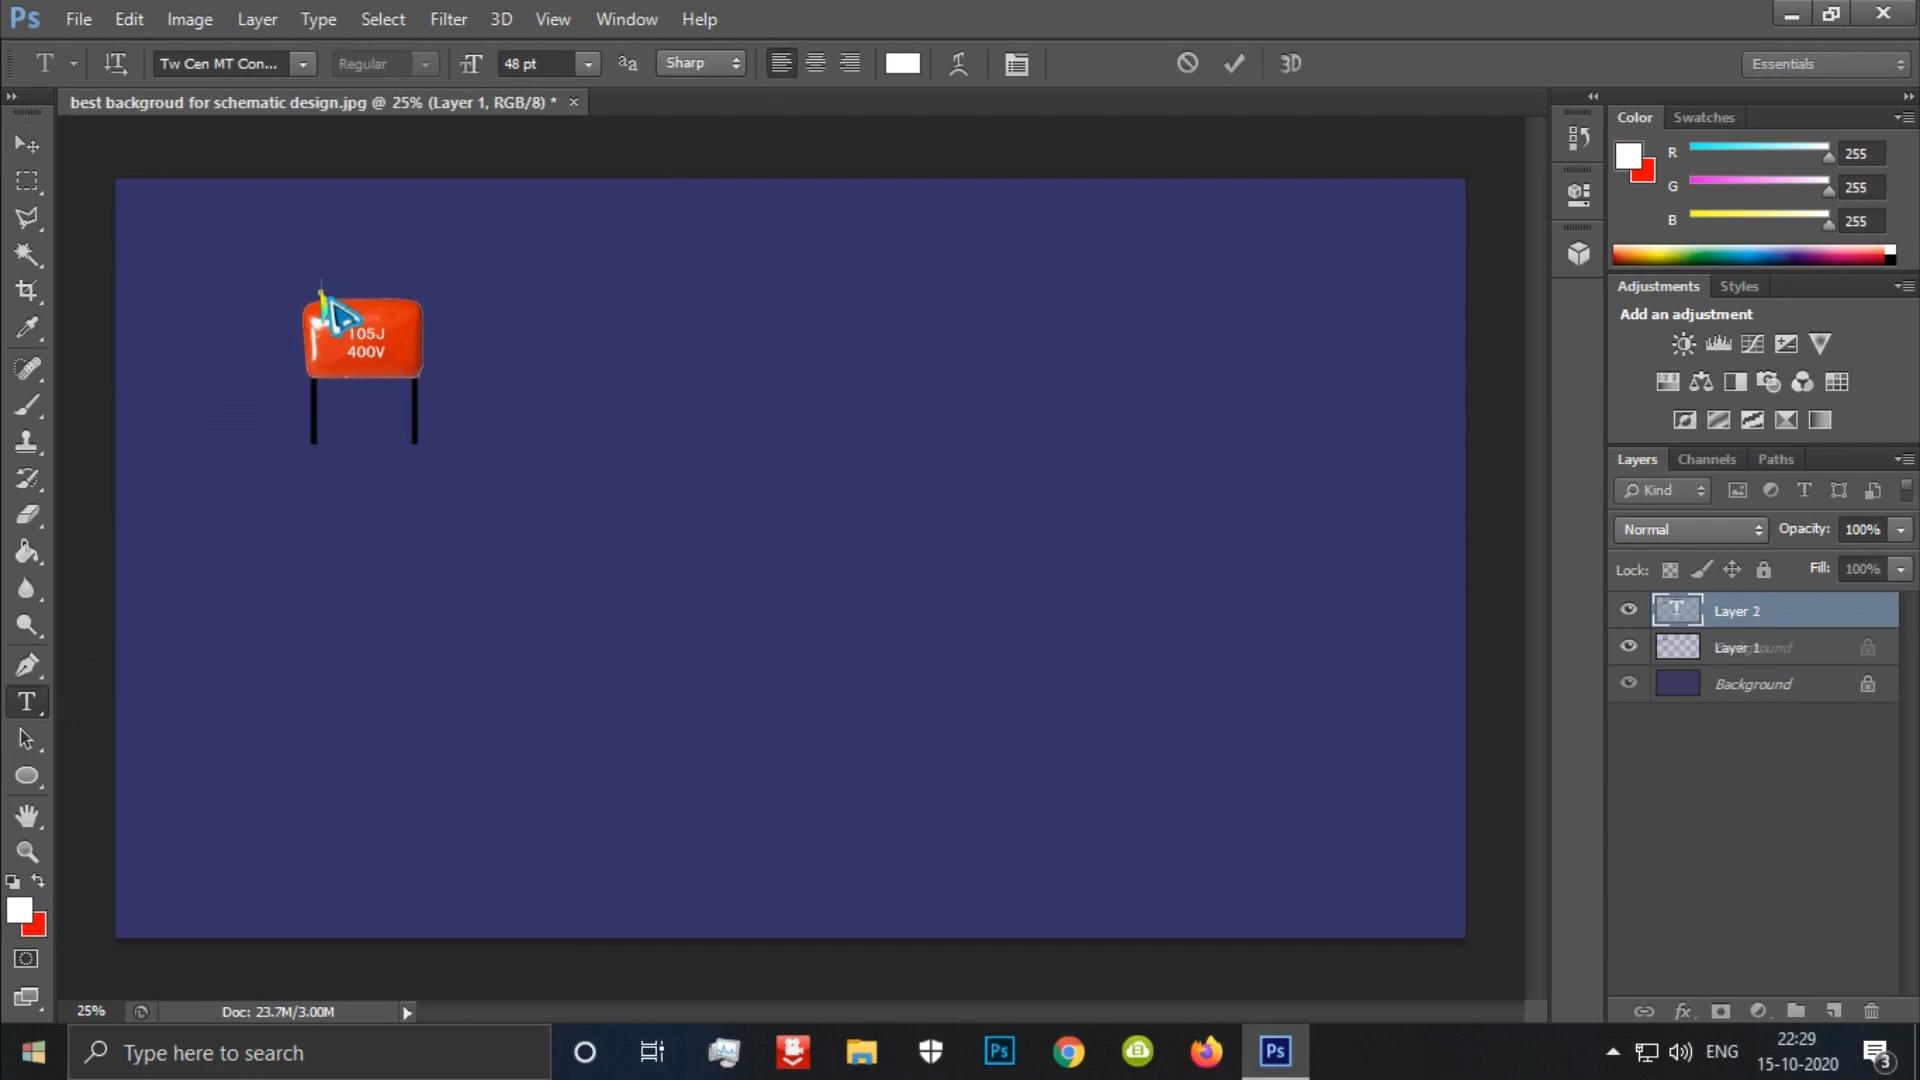 Ps File Edit Image Layer Type Select Filter 3D View Window Help
T Tw Cen MT Con... Regular 48 pt aa Sharp 3D Essentials
best backgroud for schematic design.jpg @ 25% (Layer 1, RGB/8) *
Color Swatches
R 255
G 255
B 255
Adjustments Styles
Add an adjustment
105J
400V
Layers Channels Paths
Kind
Normal Opacity: 100%
Lock: Fill: 100%
Layer 2
Layer 1
Background
25% Doc: 23.7M/3.00M
Type here to search
Ps
Ps
ENG
22:29
15-10-2020
3